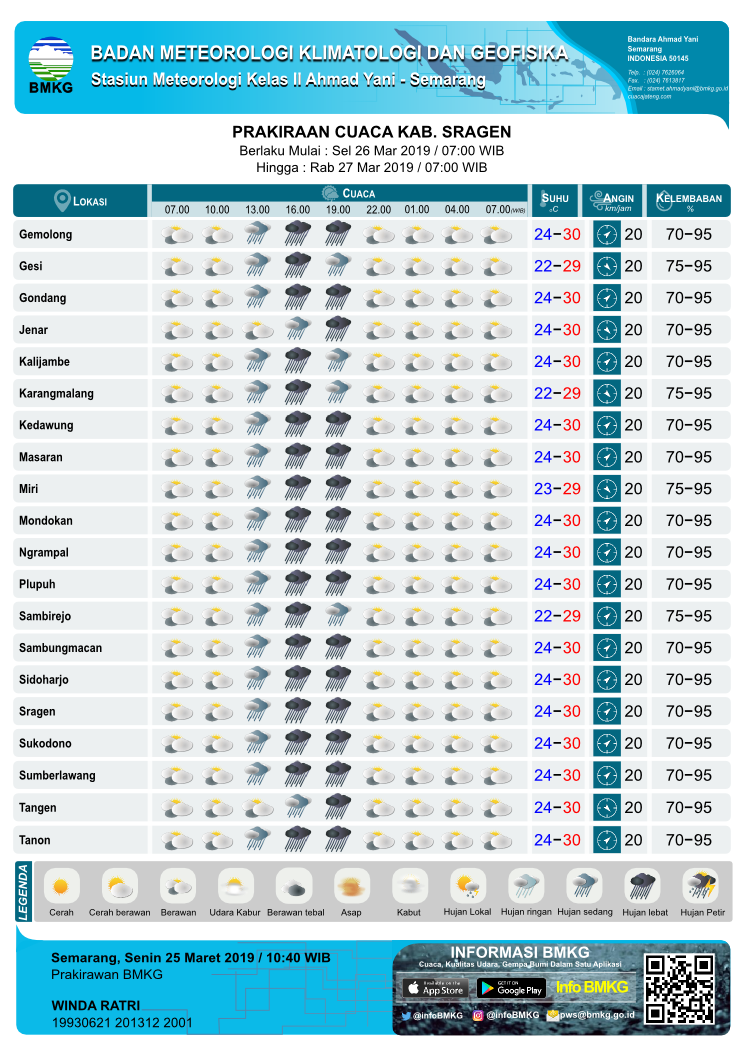 BMKG
BADAN METEOROLOGI KLIMATOLOGI DAN GEOFISIKA
Stasiun Meteorologi Kelas II Ahmad Yani - Semarang
Bandara Ahmad Yani
Semarang
INDONESIA 50145
Telp. : (024) 7626064
Fax. : (024) 7613817
Email : slamet.ahmadyani@bmkg.go.id
cuacajateng.com
PRAKIRAAN CUACA KAB. SRAGEN
Berlaku Mulai : Sel 26 Mar 2019 / 07:00 WIB
Hingga : Rab 27 Mar 2019 / 07:00 WIB
LOKASI CUACA SUHU °C ANGIN km/jam KELEMBABAN %
07.00 10.00 13.00 16.00 19.00 22.00 01.00 04.00 07.00(WIB)
Gemolong 24-30 20 70-95
Gesi 22-29 20 75-95
Gondang 24-30 20 70-95
Jenar 24-30 20 70-95
Kalijambe 24-30 20 70-95
Karangmalang 22-29 20 75-95
Kedawung 24-30 20 70-95
Masaran 24-30 20 70-95
Miri 23-29 20 75-95
Mondokan 24-30 20 70-95
Ngrampal 24-30 20 70-95
Plupuh 24-30 20 70-95
Sambirejo 22-29 20 75-95
Sambungmacan 24-30 20 70-95
Sidoharjo 24-30 20 70-95
Sragen 24-30 20 70-95
Sukodono 24-30 20 70-95
Sumberlawang 24-30 20 70-95
Tangen 24-30 20 70-95
Tanon 24-30 20 70-95
LEGENDA
Cerah Cerah berawan Berawan Udara Kabur Berawan tebal Asap Kabut Hujan Lokal Hujan ringan Hujan sedang Hujan lebat Hujan Petir
Semarang, Senin 25 Maret 2019 / 10:40 WIB
Prakirawan BMKG
WINDA RATRI
19930621 201312 2001
INFORMASI BMKG
Cuaca, Kualitas Udara, Gempa Bumi Dalam Satu Aplikasi
Available on the App Store
GET IT ON Google Play
Info BMKG
@infoBMKG @infoBMKG pws@bmkg.go.id